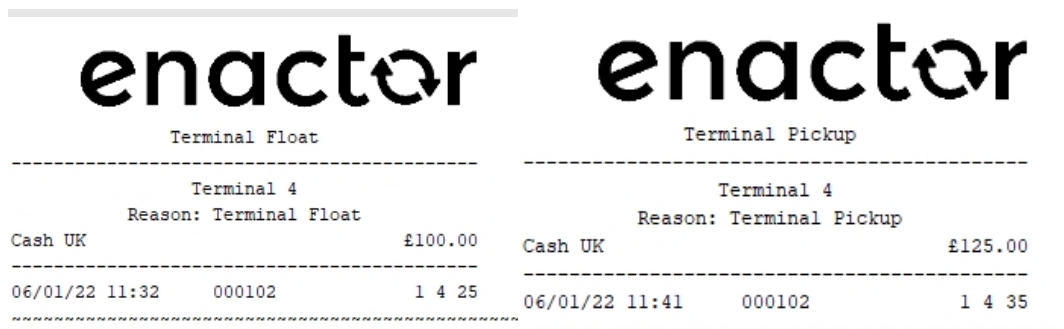 enactor
Terminal Float
--------------------------------------------
Terminal 4
Reason: Terminal Float
Cash UK £100.00
--------------------------------------------
06/01/22 11:32 000102 1 4 25
~~~~~~~~~~~~~~~~~~~~~~~~~~~~~~~~~~~~~~~~~~~~~~~~
enactor
Terminal Pickup
--------------------------------------------
Terminal 4
Reason: Terminal Pickup
Cash UK £125.00
--------------------------------------------
06/01/22 11:41 000102 1 4 35